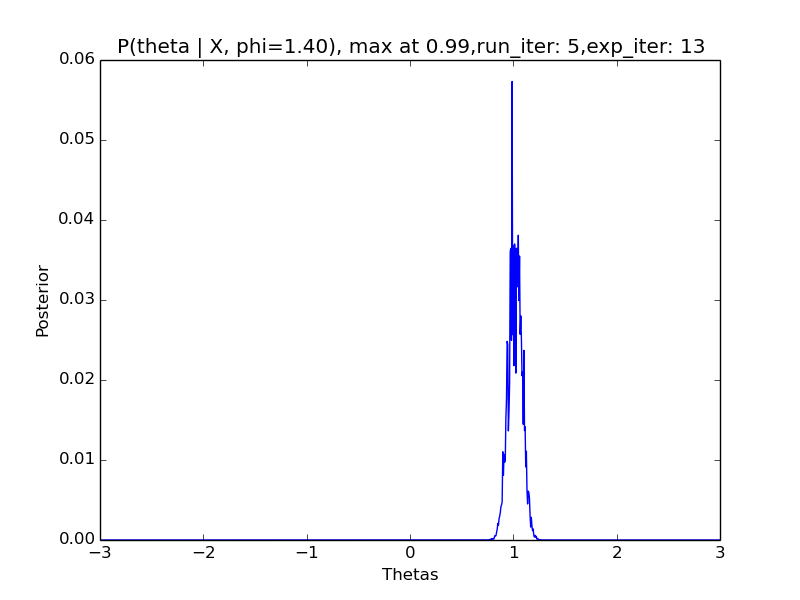 P(theta | X, phi=1.40), max at 0.99,run_iter: 5,exp_iter: 13
0.06
0.05
0.04
0.03
0.02
0.01
0.00
Posterior
−3 −2 −1 0 1 2 3
Thetas